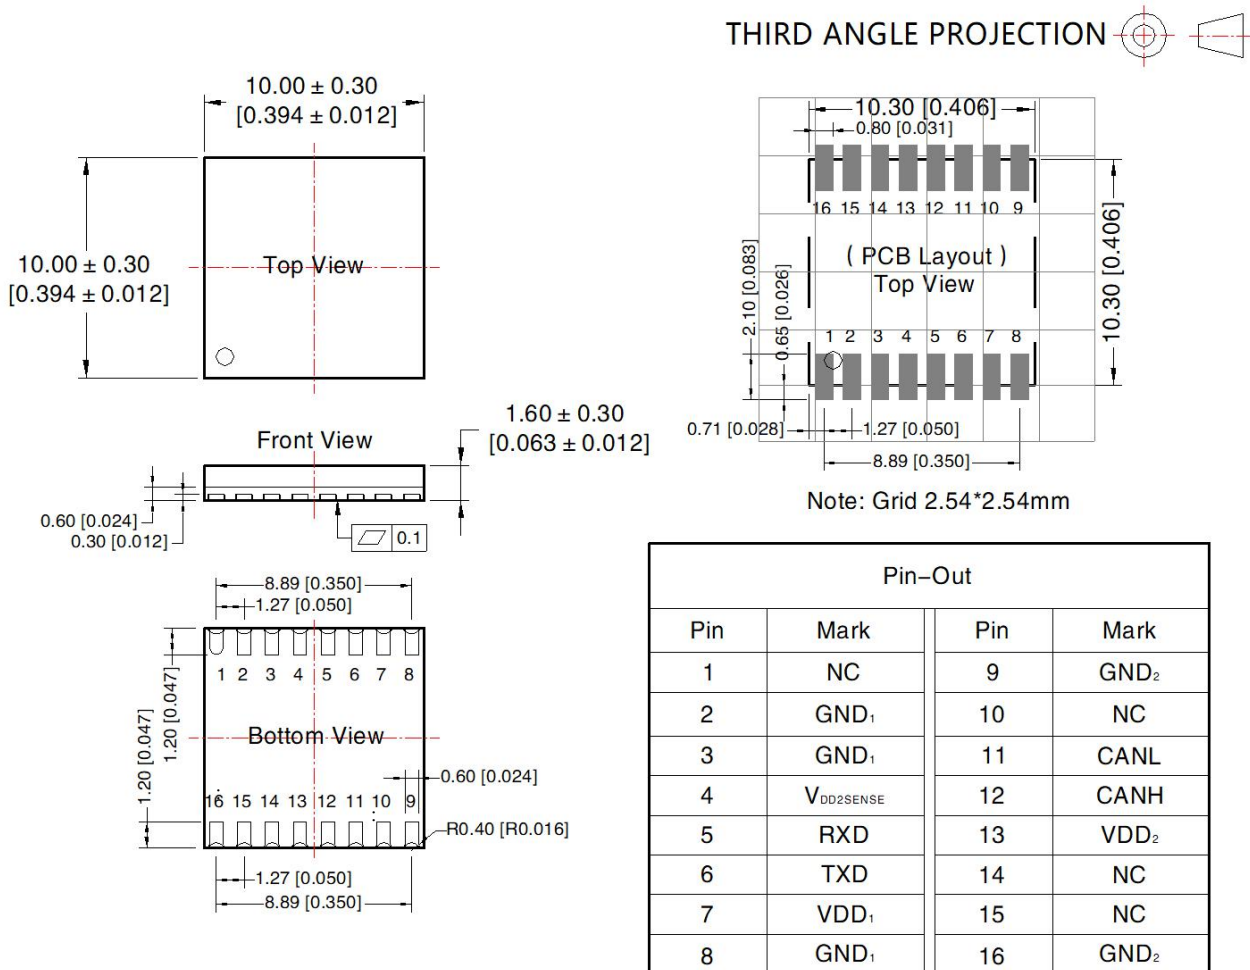 THIRD ANGLE PROJECTION
10.00 ± 0.30
[0.394 ± 0.012]
10.00 ± 0.30
[0.394 ± 0.012]
Top View
Front View
1.60 ± 0.30
[0.063 ± 0.012]
0.60 [0.024]
0.30 [0.012]
0.1
8.89 [0.350]
1.27 [0.050]
1 2 3 4 5 6 7 8
1.20 [0.047]
1.20 [0.047]
Bottom View
0.60 [0.024]
16 15 14 13 12 11 10 9
R0.40 [R0.016]
1.27 [0.050]
8.89 [0.350]
10.30 [0.406]
0.80 [0.031]
16 15 14 13 12 11 10 9
( PCB Layout )
Top View
10.30 [0.406]
2.10 [0.083]
0.65 [0.026]
1 2 3 4 5 6 7 8
0.71 [0.028]
1.27 [0.050]
8.89 [0.350]
Note: Grid 2.54*2.54mm
Pin–Out
Pin Mark Pin Mark
1 NC 9 GND₂
2 GND₁ 10 NC
3 GND₁ 11 CANL
4 VDD2SENSE 12 CANH
5 RXD 13 VDD₂
6 TXD 14 NC
7 VDD₁ 15 NC
8 GND₁ 16 GND₂